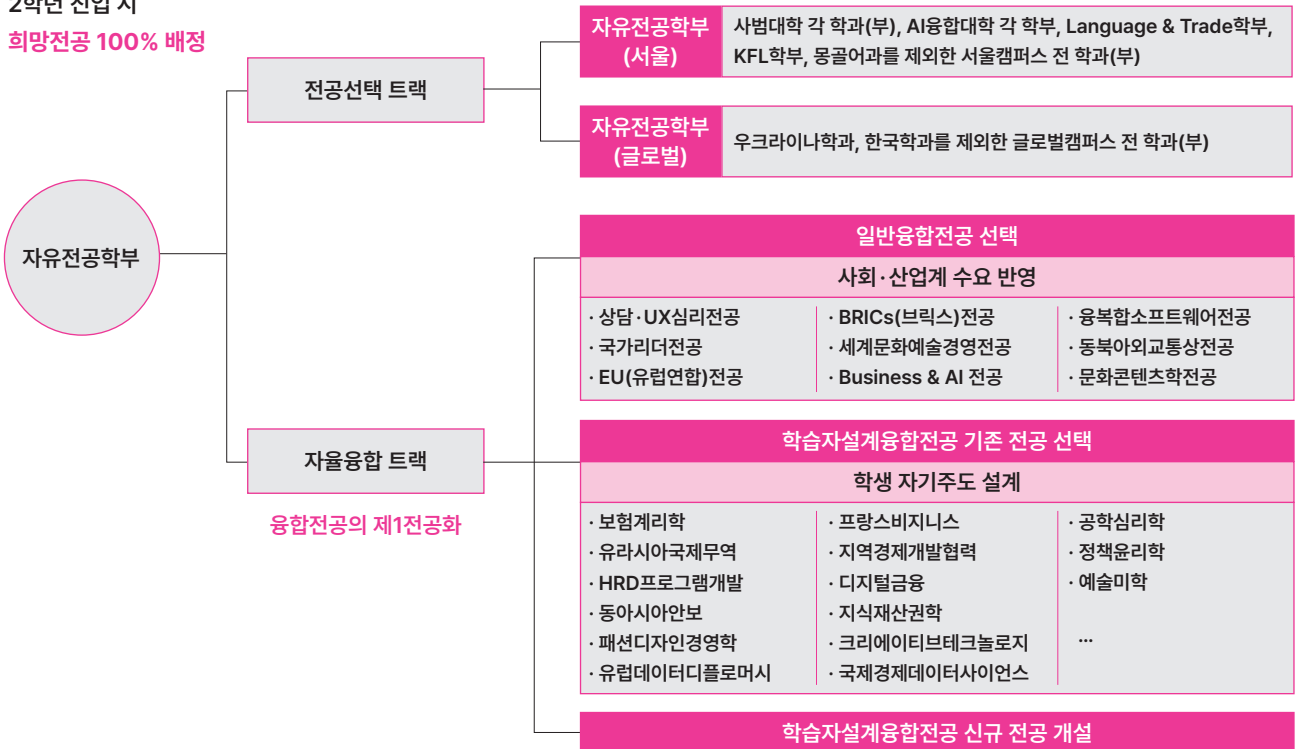 2학년 진입 시
희망전공 100% 배정
자유전공학부
전공선택 트랙
자유전공학부
(서울)
사범대학 각 학과(부), AI융합대학 각 학부, Language & Trade학부,
KFL학부, 몽골어과를 제외한 서울캠퍼스 전 학과(부)
자유전공학부
(글로벌)
우크라이나학과, 한국학과를 제외한 글로벌캠퍼스 전 학과(부)
자율융합 트랙
융합전공의 제1전공화
일반융합전공 선택
사회·산업계 수요 반영
· 상담·UX심리전공
· 국가리더전공
· EU(유럽연합)전공
· BRICs(브릭스)전공
· 세계문화예술경영전공
· Business & AI 전공
· 융복합소프트웨어전공
· 동북아외교통상전공
· 문화콘텐츠학전공
학습자설계융합전공 기존 전공 선택
학생 자기주도 설계
· 보험계리학
· 유라시아국제무역
· HRD프로그램개발
· 동아시아안보
· 패션디자인경영학
· 유럽데이터디플로머시
· 프랑스비지니스
· 지역경제개발협력
· 디지털금융
· 지식재산권학
· 크리에이티브테크놀로지
· 국제경제데이터사이언스
· 공학심리학
· 정책윤리학
· 예술미학
...
학습자설계융합전공 신규 전공 개설